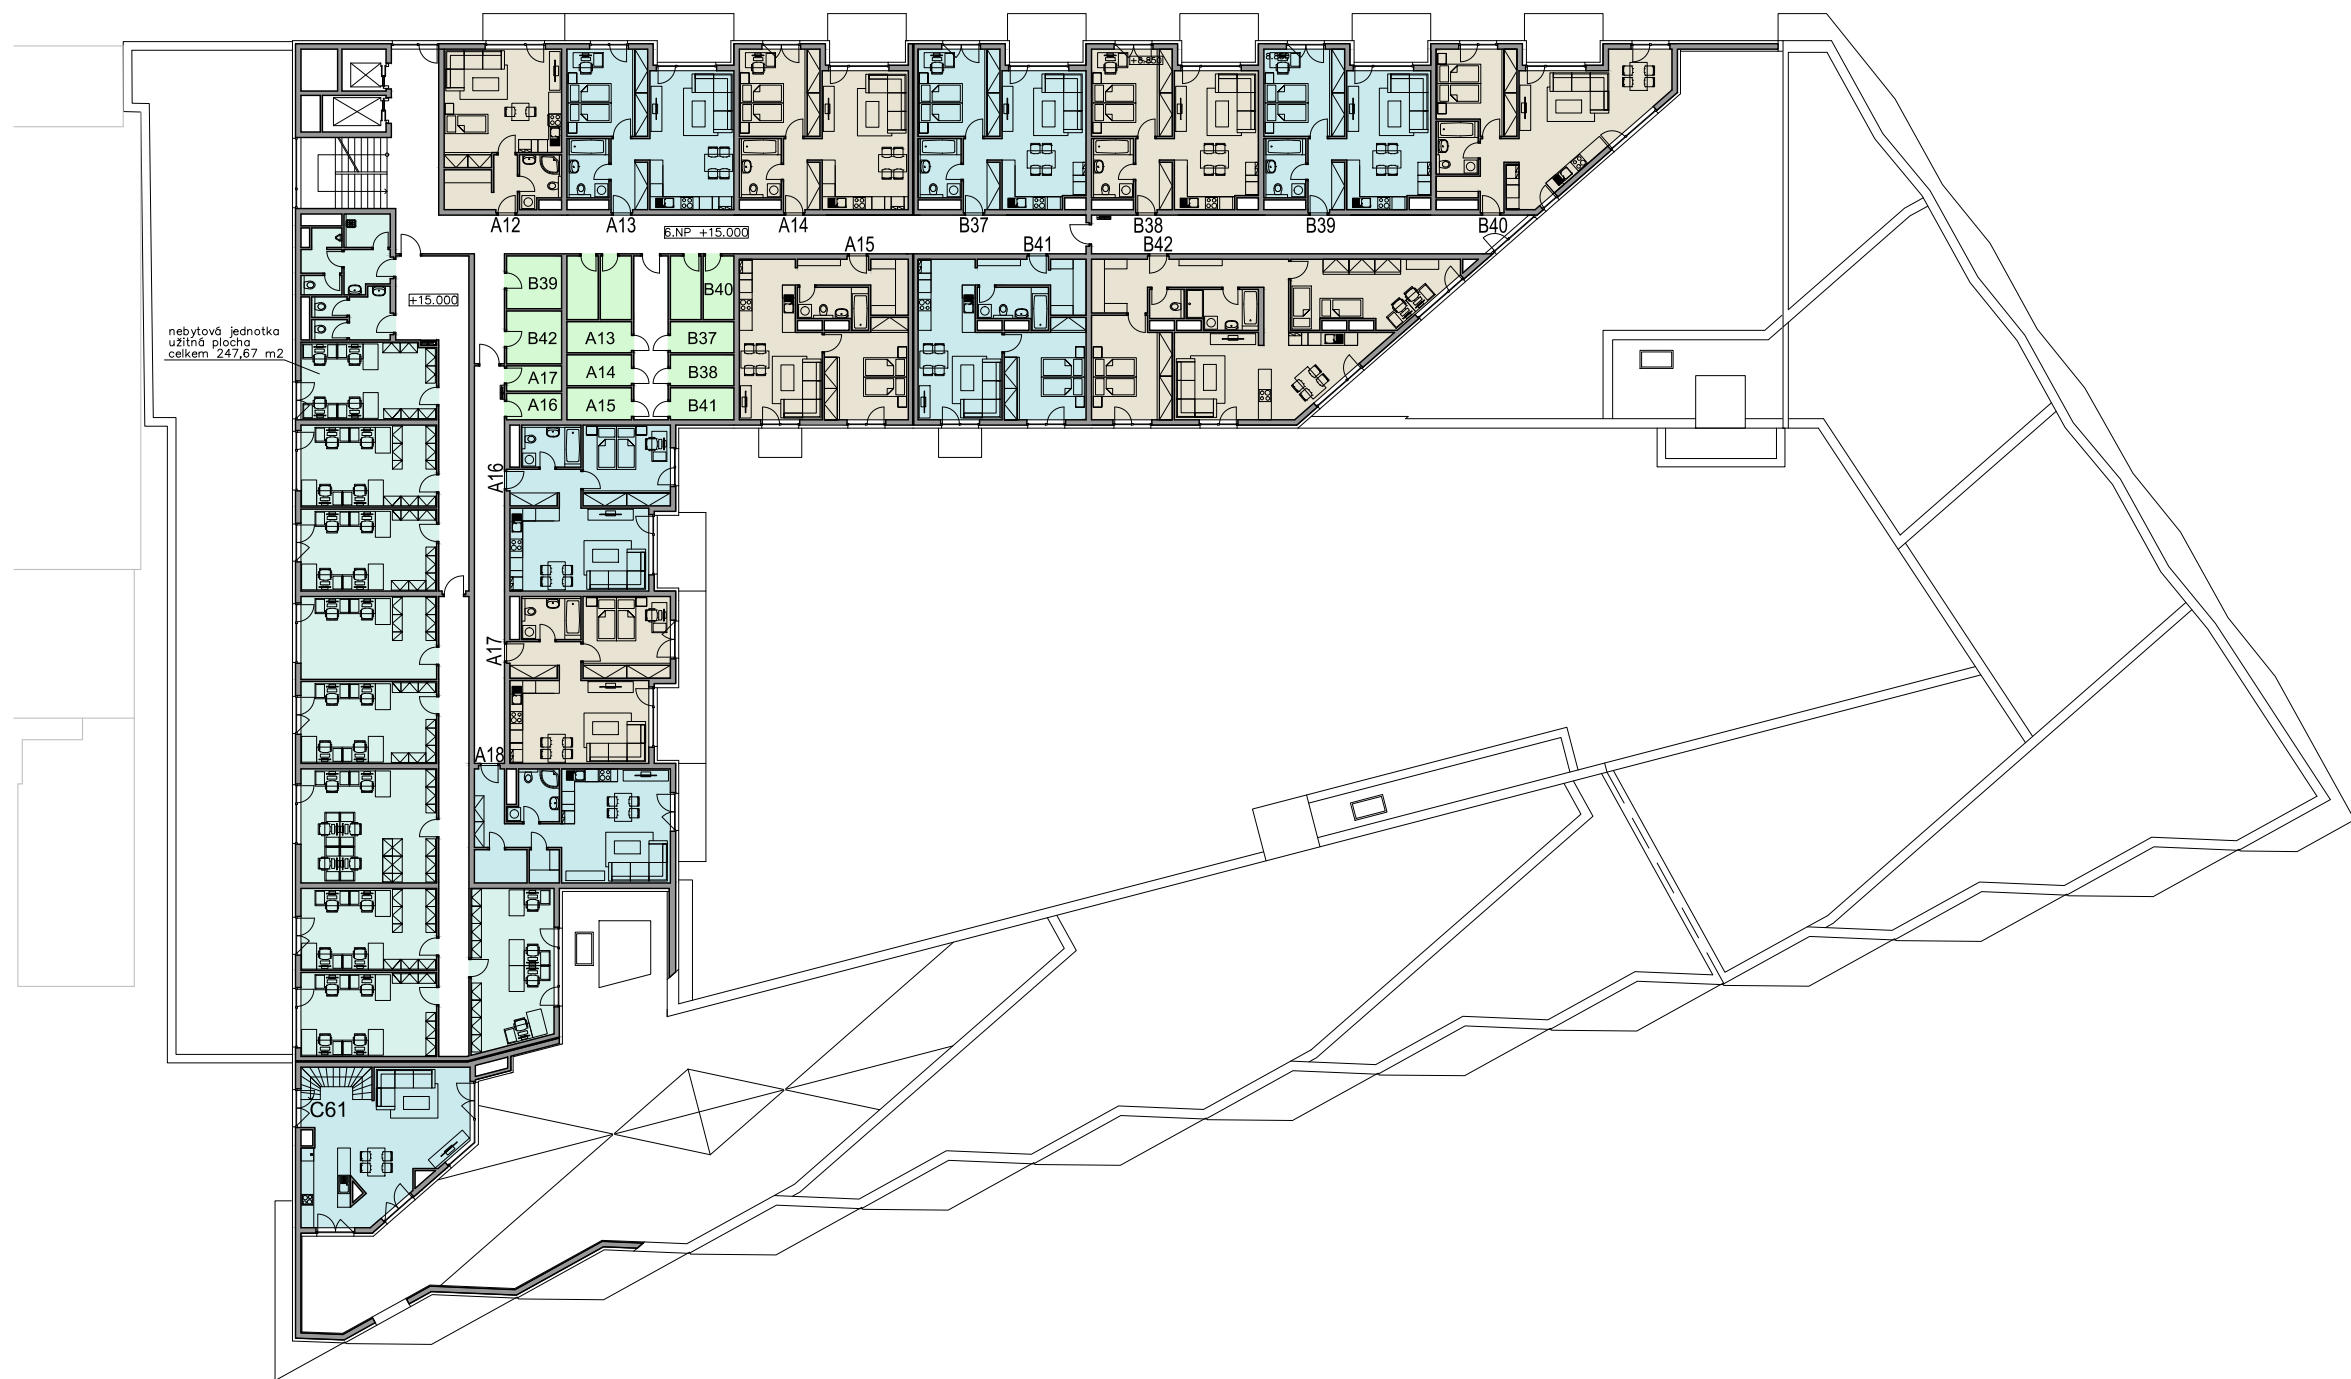 +8.850
A12
A13
6.NP +15.000
A14
B37
B38
B39
B40
A15
B41
B42
+15.000
B39
B40
nebytová jednotka
užitná plocha
celkem 247,67 m2
B42
A13
B37
A17
A14
B38
A16
A15
B41
A16
A17
A18
C61